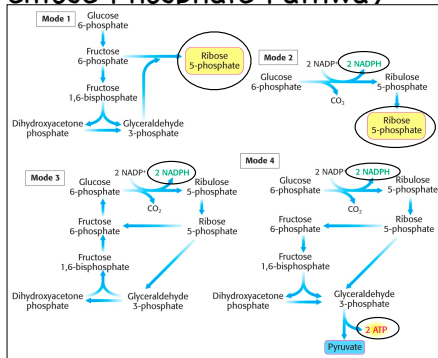 Mode 1
Glucose
6-phosphate
Fructose
6-phosphate
Fructose
1,6-bisphosphate
Dihydroxyacetone
phosphate
Glyceraldehyde
3-phosphate
Ribose
5-phosphate
Mode 2
2 NADP⁺
2 NADPH
Glucose
6-phosphate
CO₂
Ribulose
5-phosphate
Ribose
5-phosphate
Mode 3
2 NADP⁺
2 NADPH
Glucose
6-phosphate
CO₂
Ribulose
5-phosphate
Fructose
6-phosphate
Ribose
5-phosphate
Fructose
1,6-bisphosphate
Dihydroxyacetone
phosphate
Glyceraldehyde
3-phosphate
Mode 4
2 NADP⁺
2 NADPH
Glucose
6-phosphate
CO₂
Ribulose
5-phosphate
Fructose
6-phosphate
Ribose
5-phosphate
Fructose
1,6-bisphosphate
Dihydroxyacetone
phosphate
Glyceraldehyde
3-phosphate
2 ATP
Pyruvate